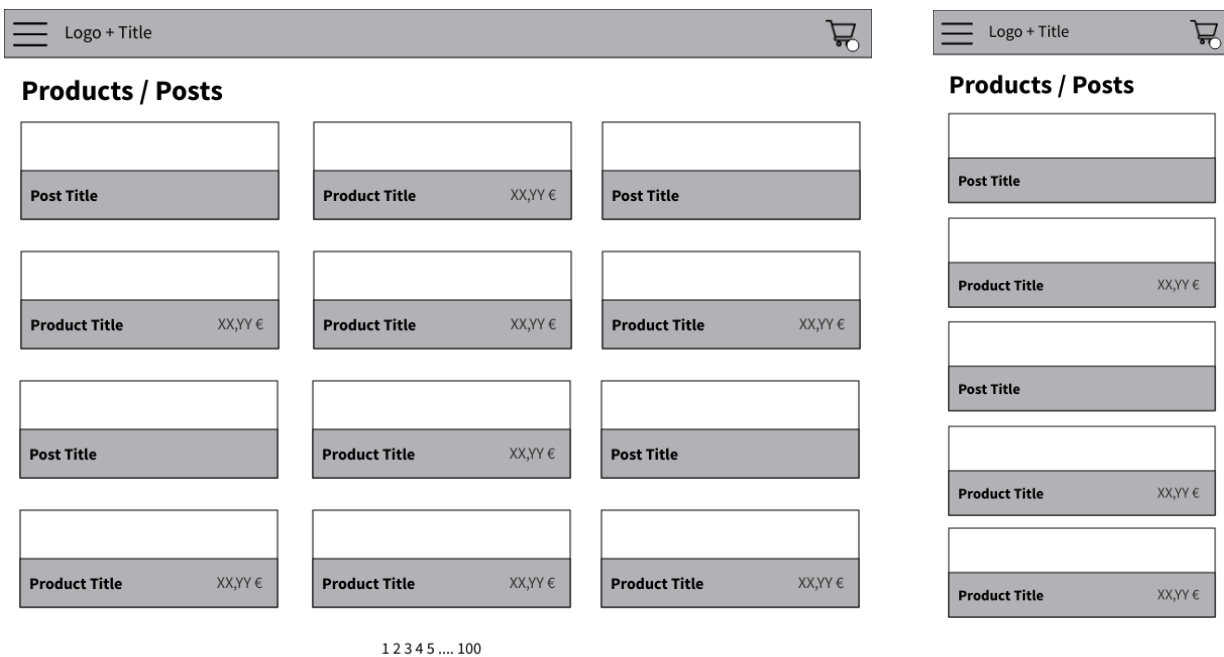 Logo + Title
Products / Posts
Post Title
Product Title XX,YY €
Post Title
Product Title XX,YY €
Product Title XX,YY €
Product Title XX,YY €
Post Title
Product Title XX,YY €
Post Title
Product Title XX,YY €
Product Title XX,YY €
Product Title XX,YY €
1 2 3 4 5 .... 100
Logo + Title
Products / Posts
Post Title
Product Title XX,YY €
Post Title
Product Title XX,YY €
Product Title XX,YY €